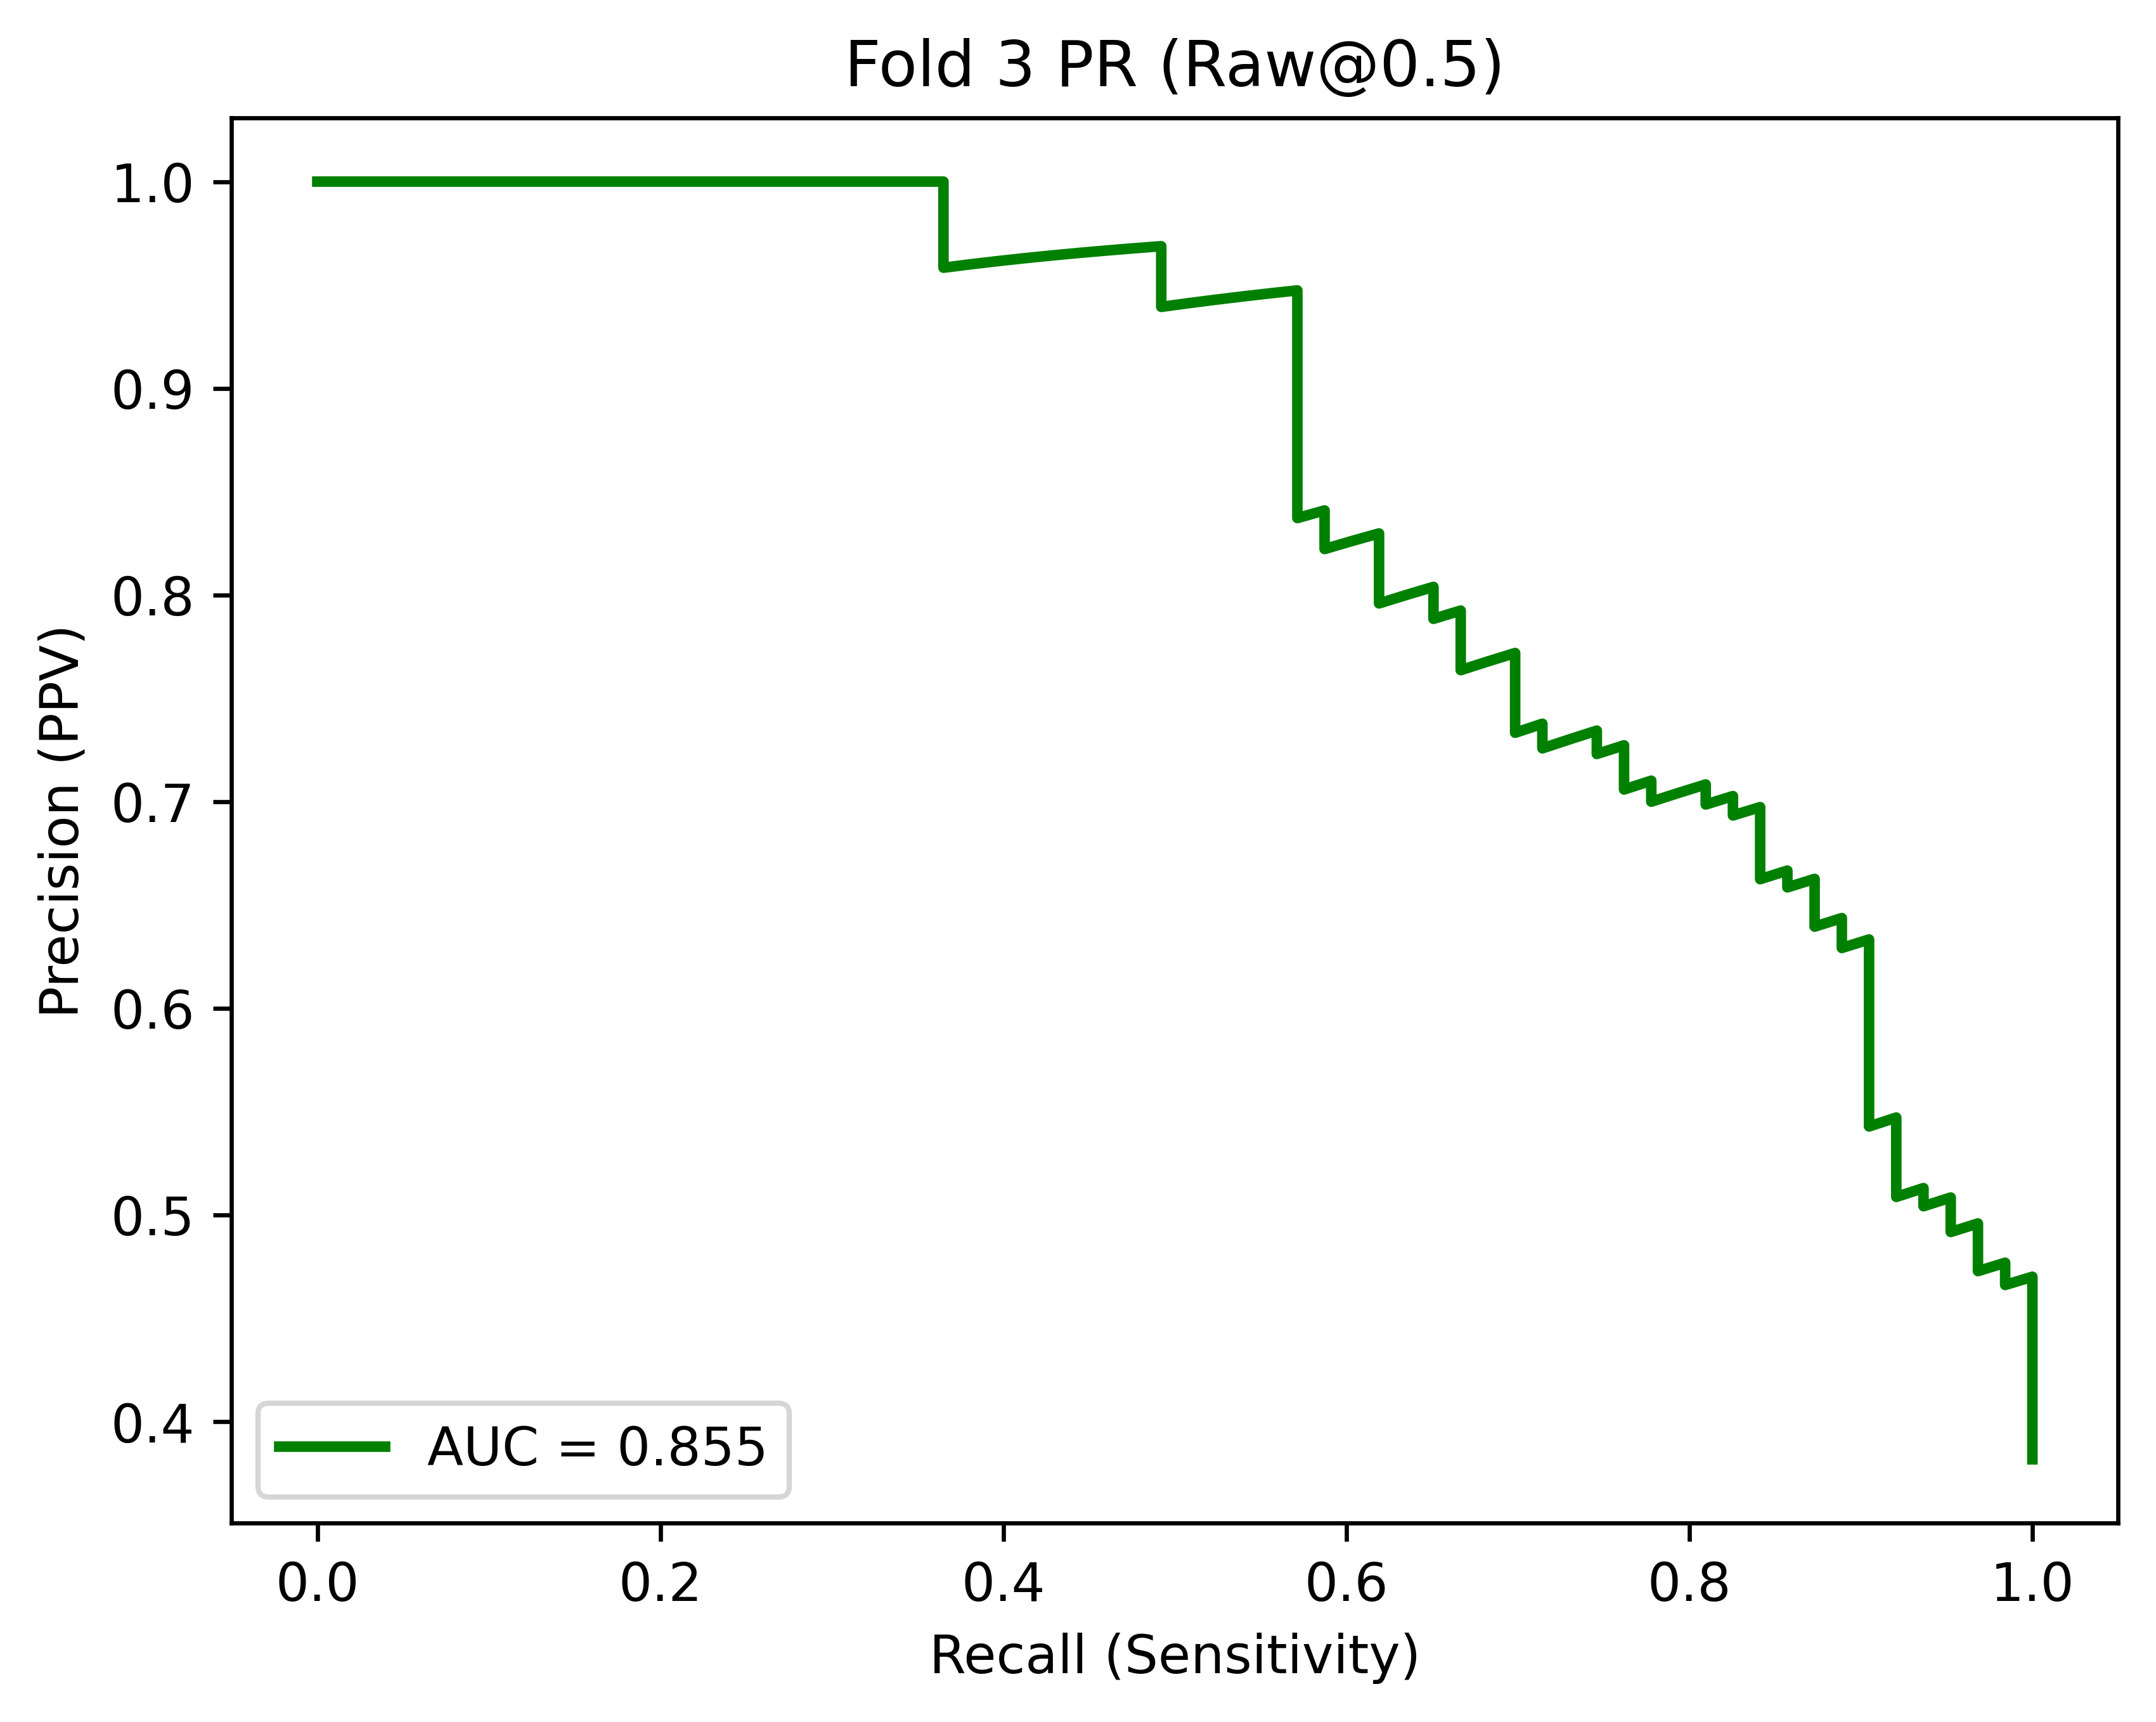 Fold 3 PR (Raw@0.5)
Precision (PPV)
1.0
0.9
0.8
0.7
0.6
0.5
0.4
AUC = 0.855
0.0 0.2 0.4 0.6 0.8 1.0
Recall (Sensitivity)